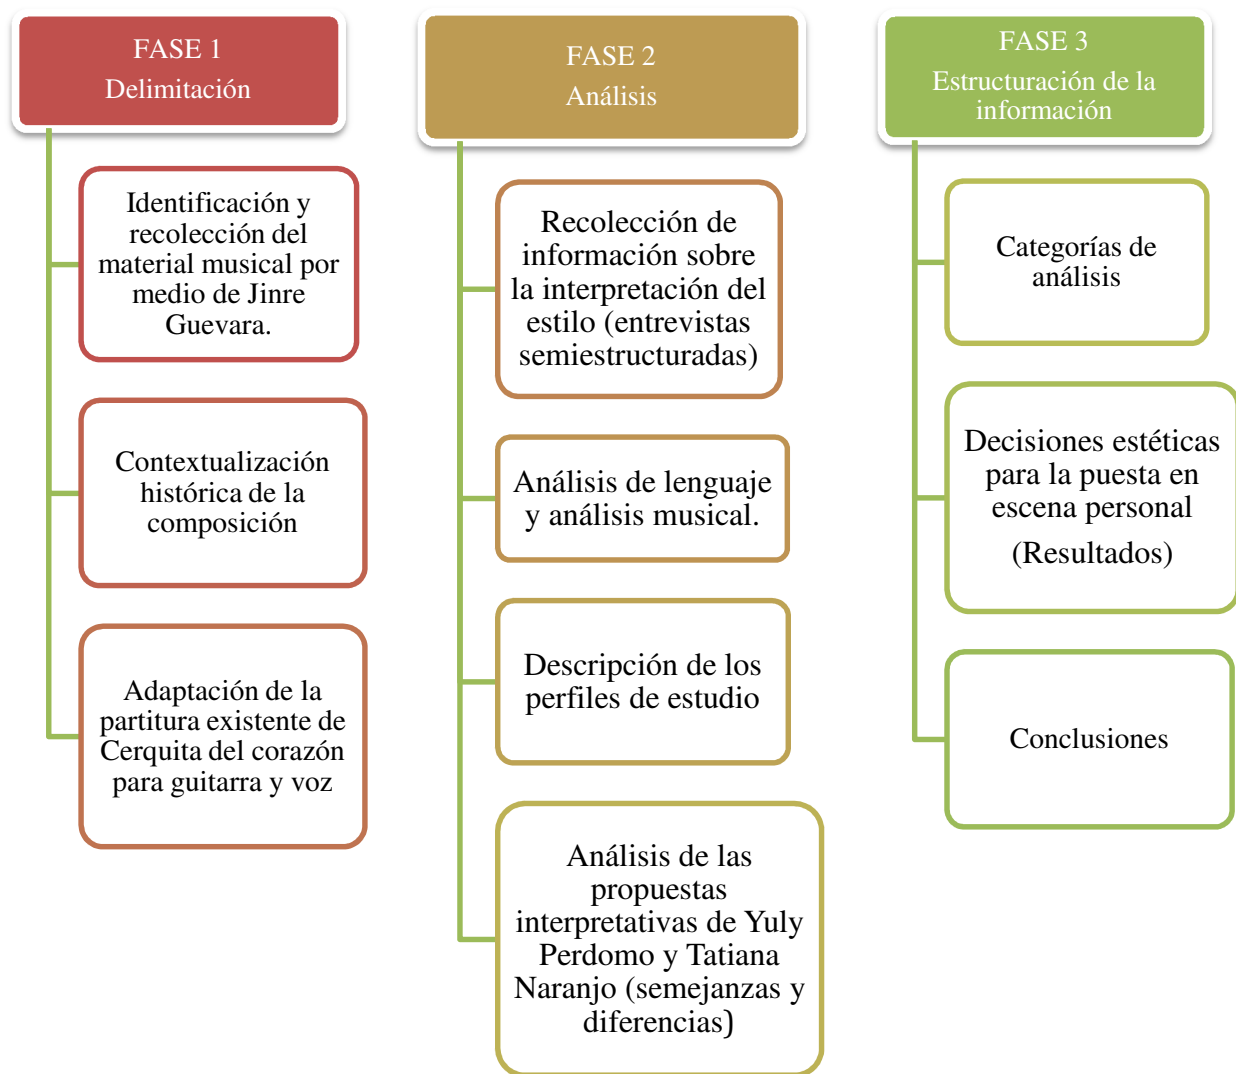 FASE 1
Delimitación
Identificación y
recolección del
material musical por
medio de Jinre
Guevara.
Contextualización
histórica de la
composición
Adaptación de la
partitura existente de
Cerquita del corazón
para guitarra y voz
FASE 2
Análisis
Recolección de
información sobre
la interpretación del
estilo (entrevistas
semiestructuradas)
Análisis de lenguaje
y análisis musical.
Descripción de los
perfiles de estudio
Análisis de las
propuestas
interpretativas de Yuly
Perdomo y Tatiana
Naranjo (semejanzas y
diferencias)
FASE 3
Estructuración de la
información
Categorías de
análisis
Decisiones estéticas
para la puesta en
escena personal
(Resultados)
Conclusiones